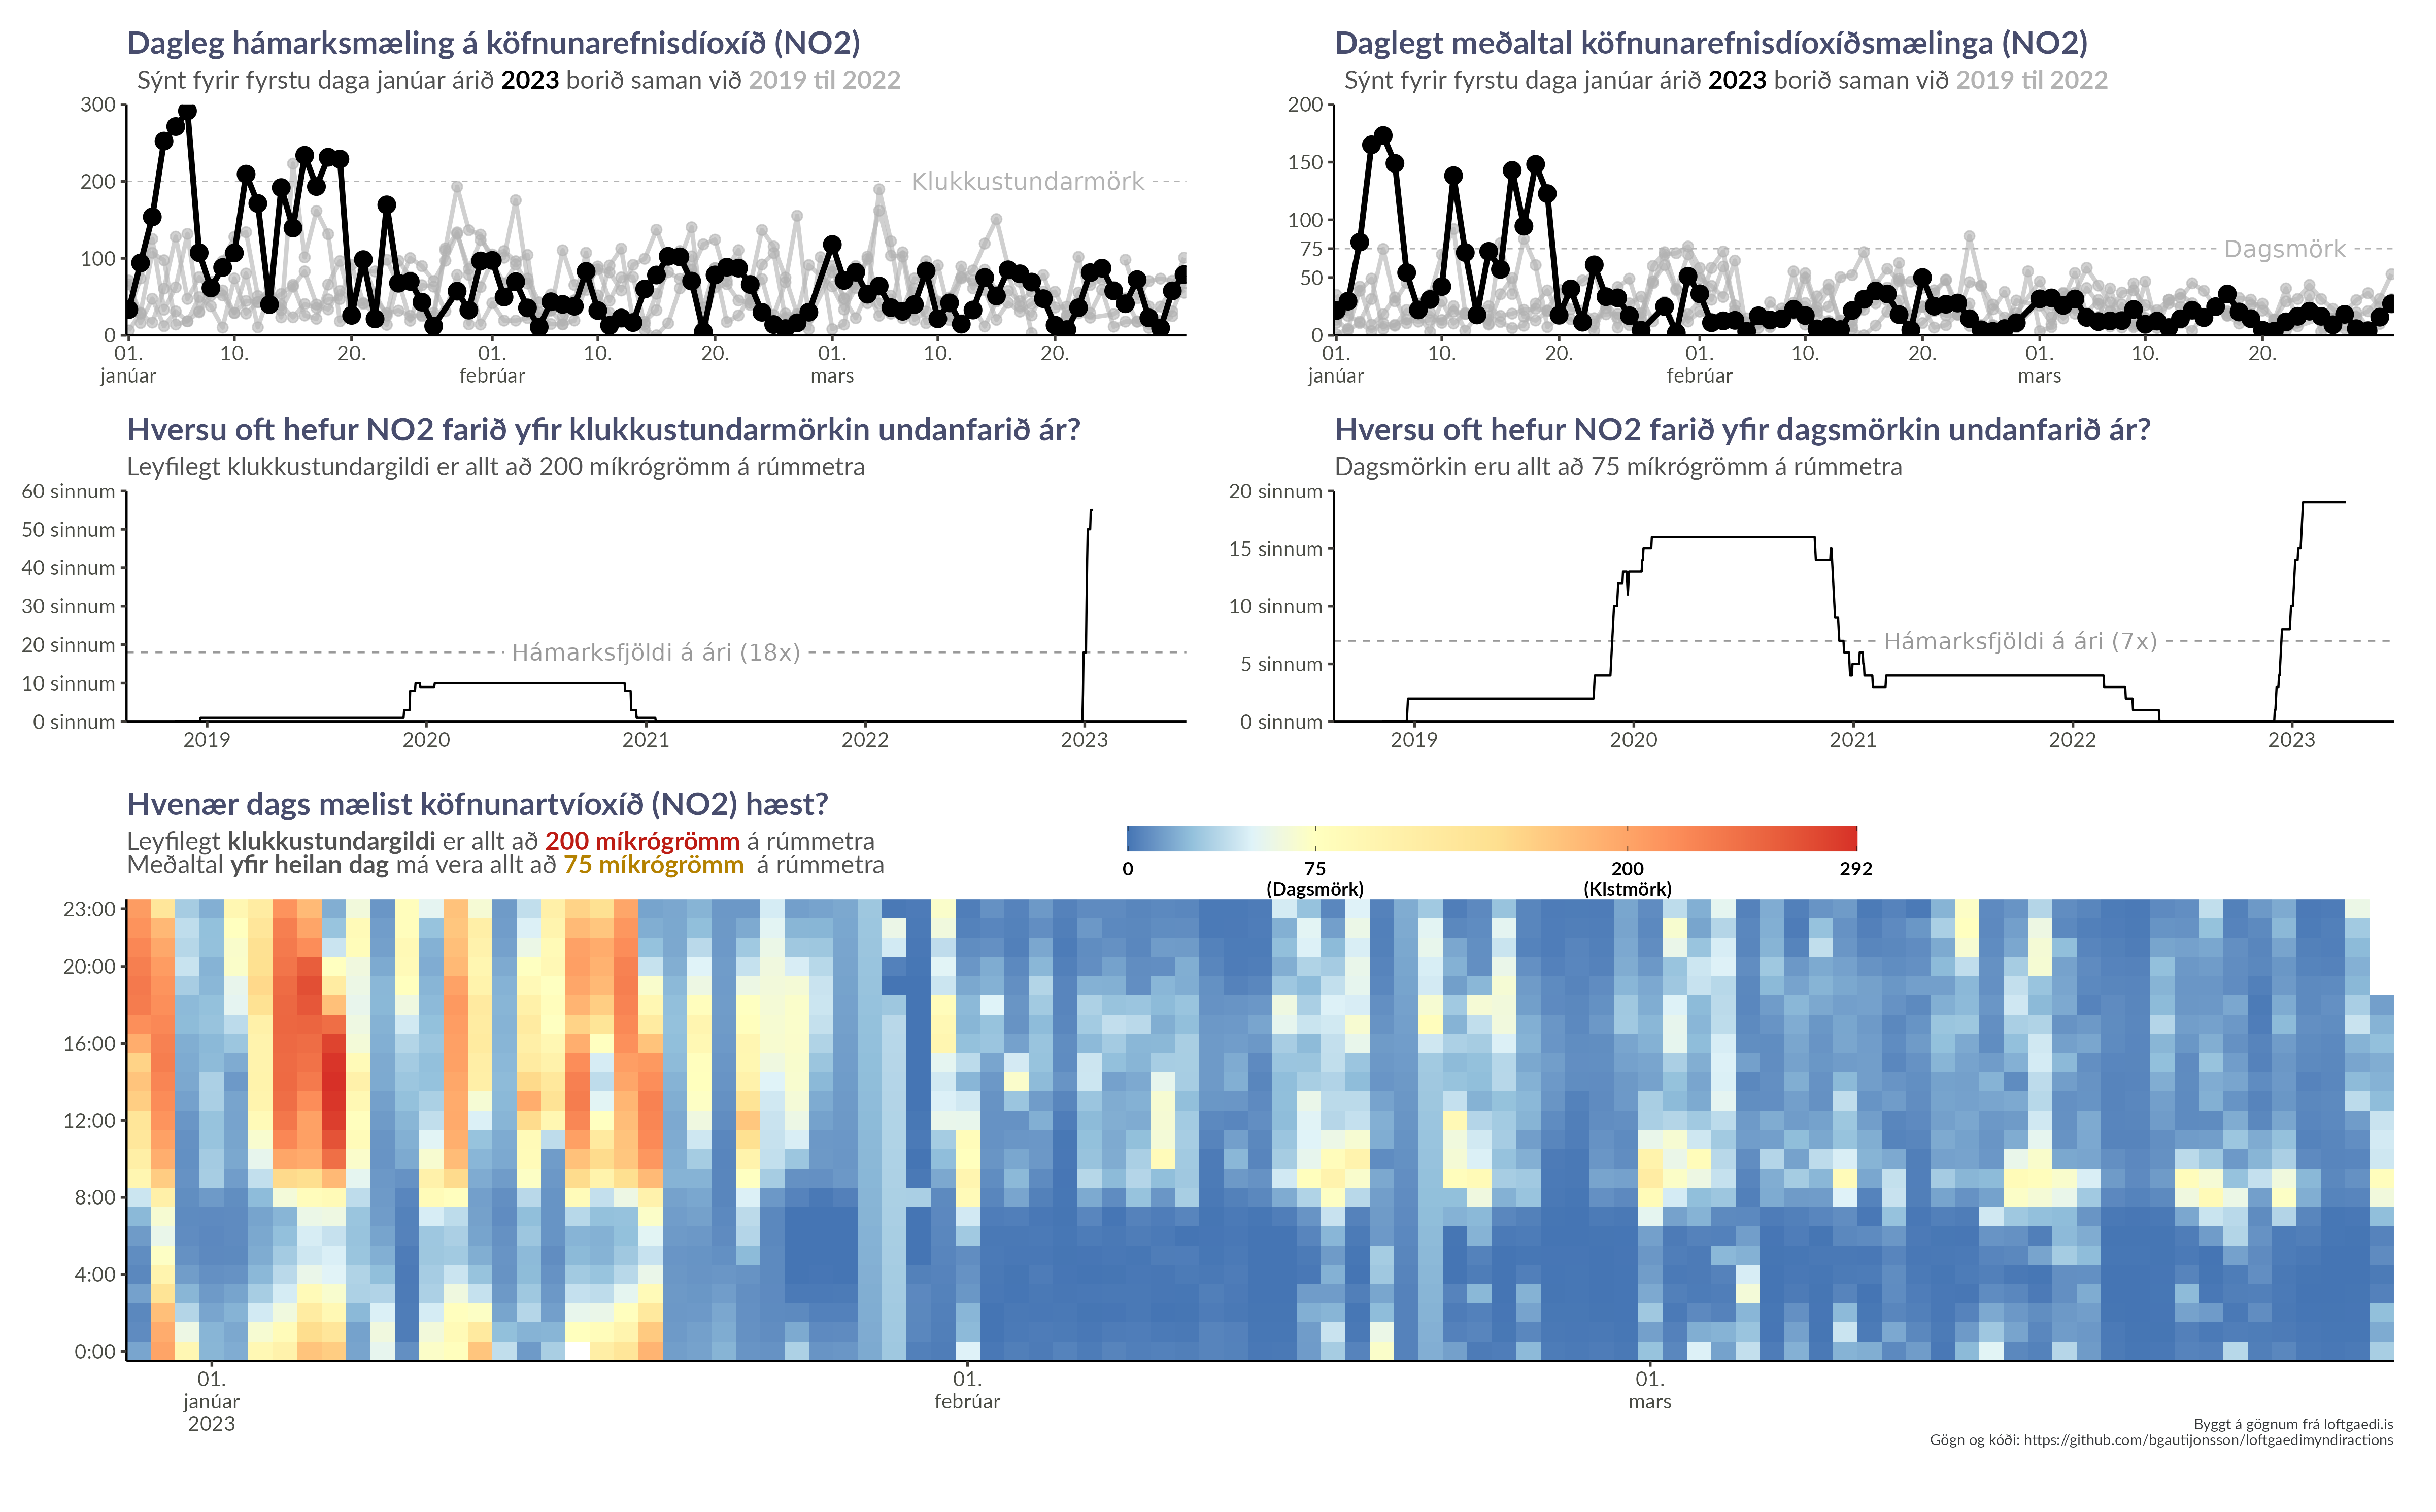 Dagleg hámarksmæling á köfnunarefnisdíoxíð (NO2)
Sýnt fyrir fyrstu daga janúar árið 2023 borið saman við 2019 til 2022
300
200
100
0
Klukkustundarmörk
01. 10. 20. 01. 10. 20. 01. 10. 20.
janúar febrúar mars
Daglegt meðaltal köfnunarefnisdíoxíðsmælinga (NO2)
Sýnt fyrir fyrstu daga janúar árið 2023 borið saman við 2019 til 2022
200
150
100
75
50
0
Dagsmörk
01. 10. 20. 01. 10. 20. 01. 10. 20.
janúar febrúar mars
Hversu oft hefur NO2 farið yfir klukkustundarmörkin undanfarið ár?
Leyfilegt klukkustundargildi er allt að 200 míkrógrömm á rúmmetra
60 sinnum
50 sinnum
40 sinnum
30 sinnum
20 sinnum
10 sinnum
0 sinnum
Hámarksfjöldi á ári (18x)
2019 2020 2021 2022 2023
Hversu oft hefur NO2 farið yfir dagsmörkin undanfarið ár?
Dagsmörkin eru allt að 75 míkrógrömm á rúmmetra
20 sinnum
15 sinnum
10 sinnum
5 sinnum
0 sinnum
Hámarksfjöldi á ári (7x)
2019 2020 2021 2022 2023
Hvenær dags mælist köfnunartvíoxíð (NO2) hæst?
Leyfilegt klukkustundargildi er allt að 200 míkrógrömm á rúmmetra
Meðaltal yfir heilan dag má vera allt að 75 míkrógrömm á rúmmetra
0 75 200 292
(Dagsmörk) (Klstmörk)
23:00
20:00
16:00
12:00
8:00
4:00
0:00
01. 01. 01.
janúar febrúar mars
2023
Byggt á gögnum frá loftgaedi.is
Gögn og kóði: https://github.com/bgautijonsson/loftgaedimyndiractions